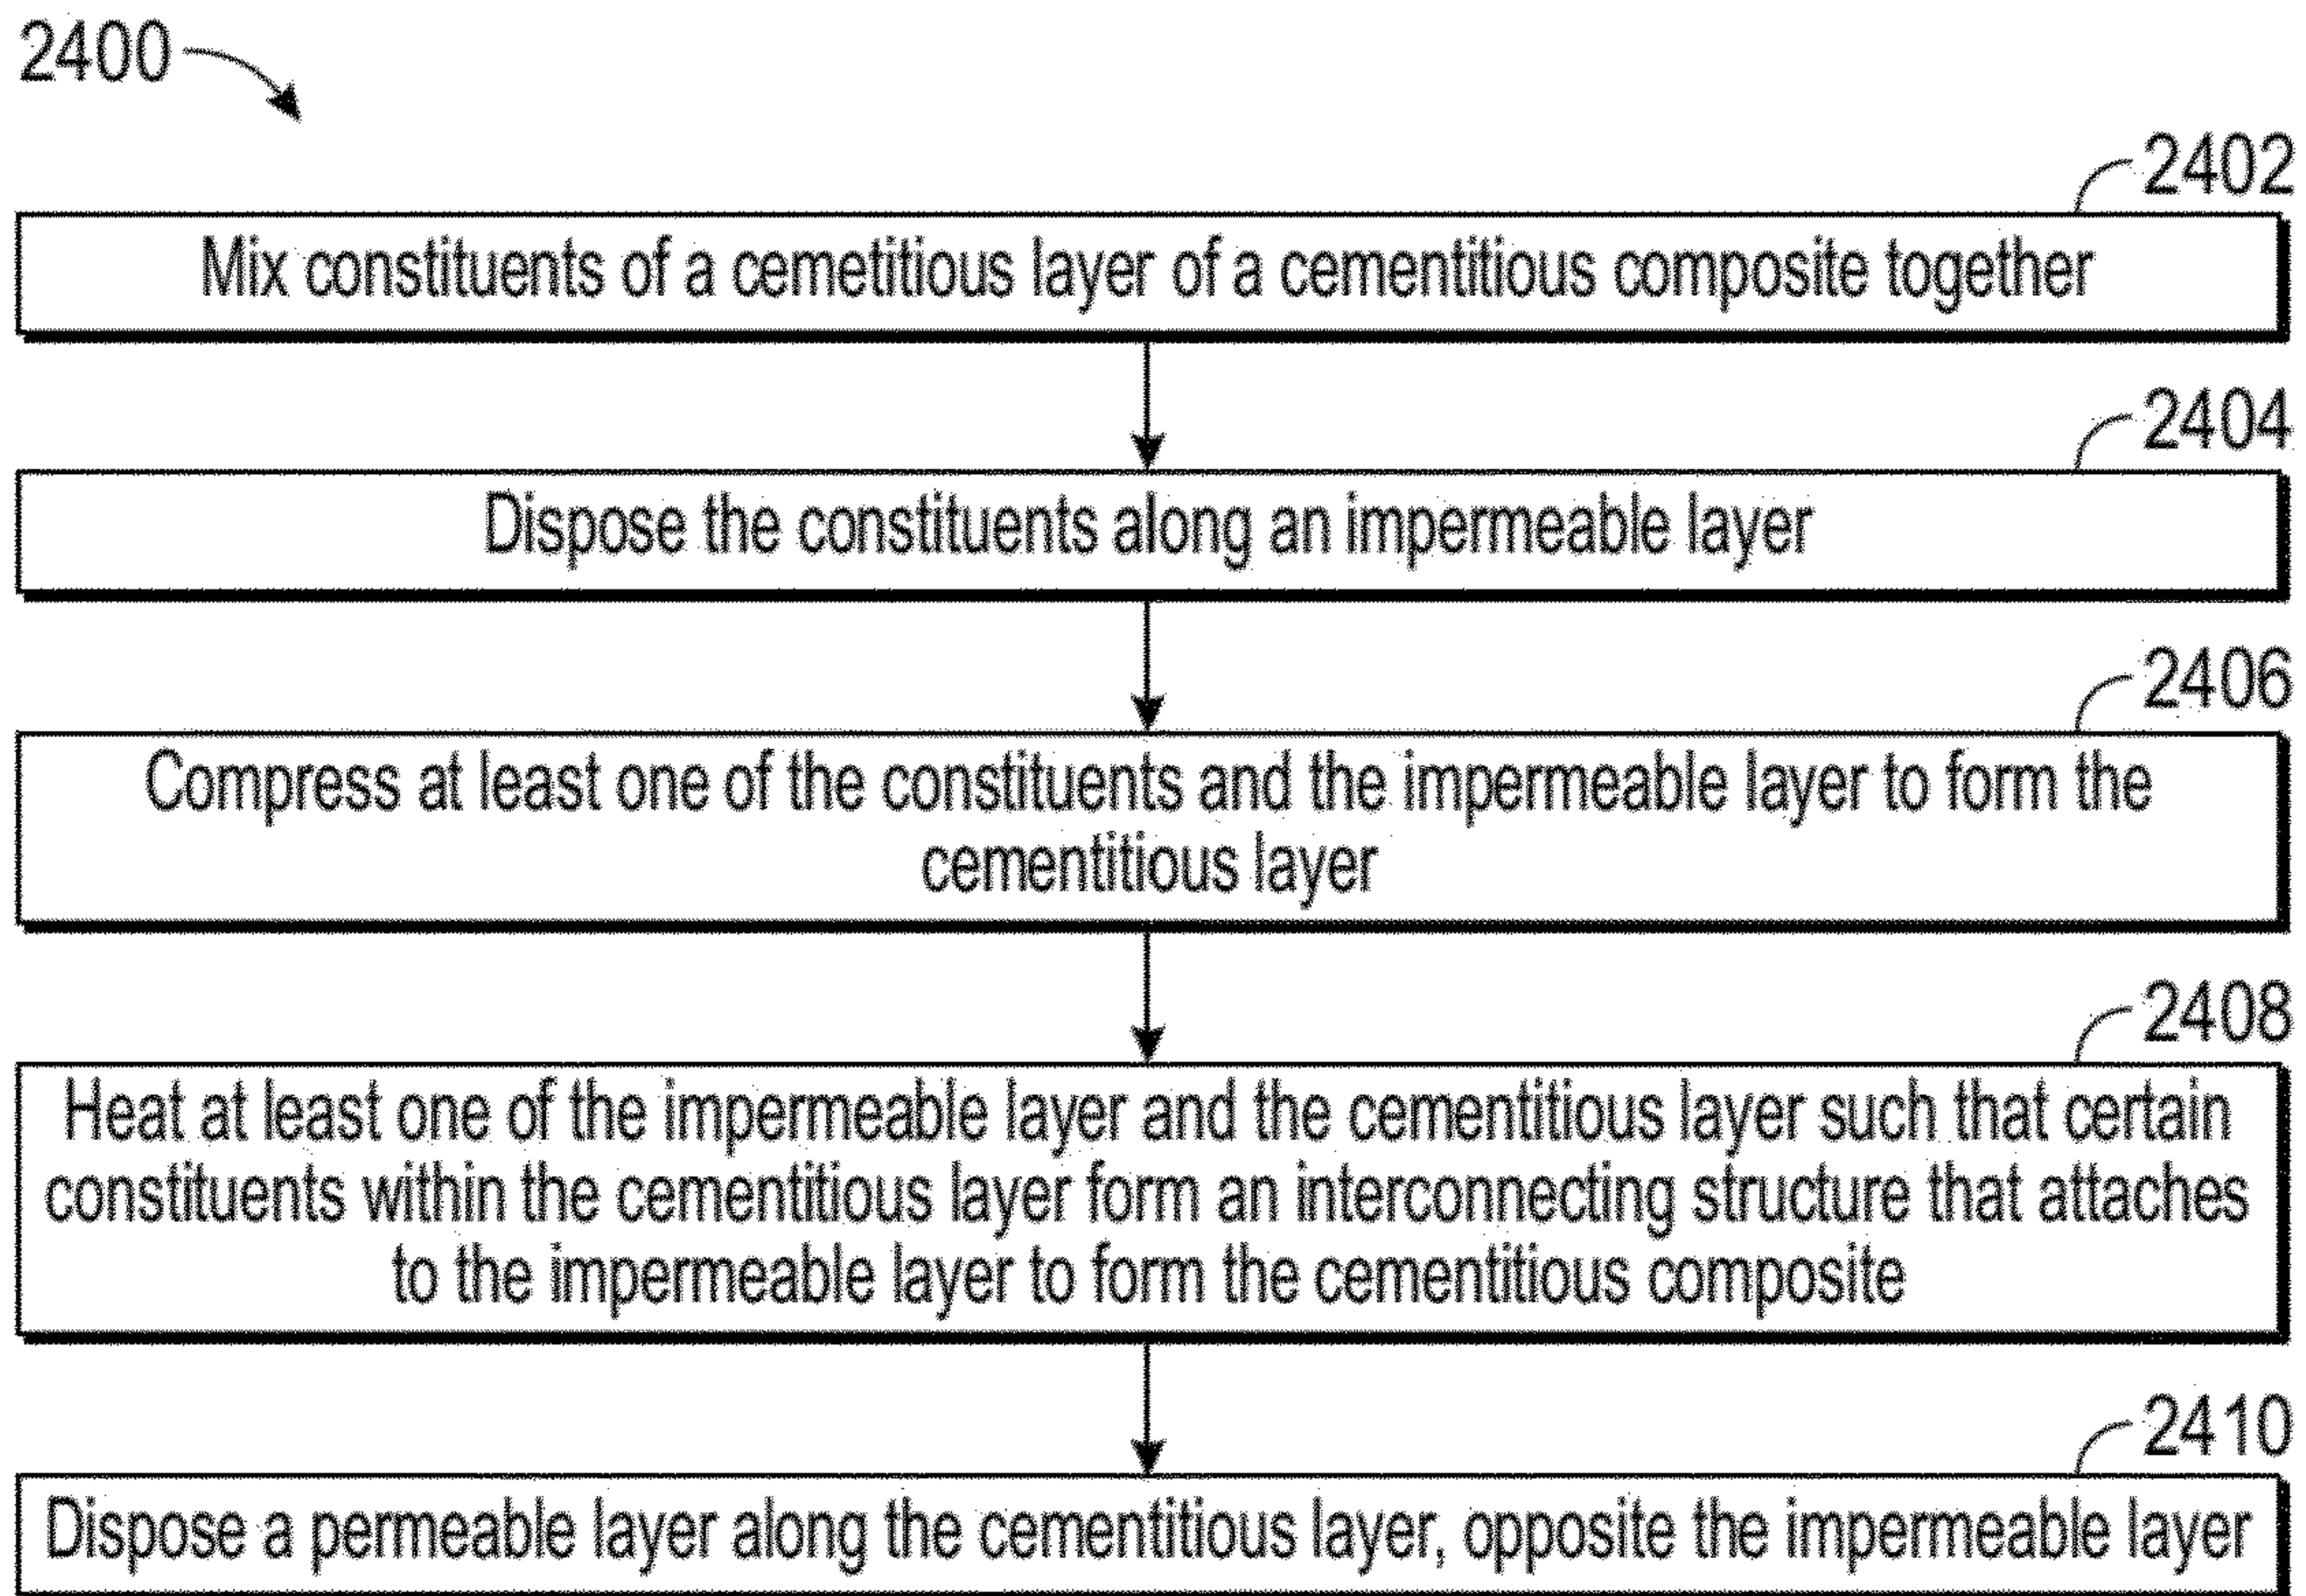 2400
2402
Mix constituents of a cemetitious layer of a cementitious composite together
2404
Dispose the constituents along an impermeable layer
2406
Compress at least one of the constituents and the impermeable layer to form the
cementitious layer
2408
Heat at least one of the impermeable layer and the cementitious layer such that certain
constituents within the cementitious layer form an interconnecting structure that attaches
to the impermeable layer to form the cementitious composite
2410
Dispose a permeable layer along the cementitious layer, opposite the impermeable layer